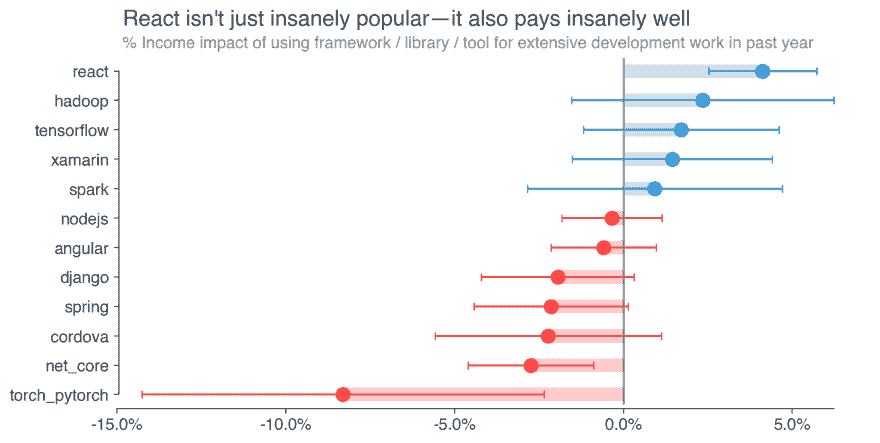 React isn't just insanely popular—it also pays insanely well
% Income impact of using framework / library / tool for extensive development work in past year
react
hadoop
tensorflow
xamarin
spark
nodejs
angular
django
spring
cordova
net_core
torch_pytorch
-15.0% -10.0% -5.0% 0.0% 5.0%